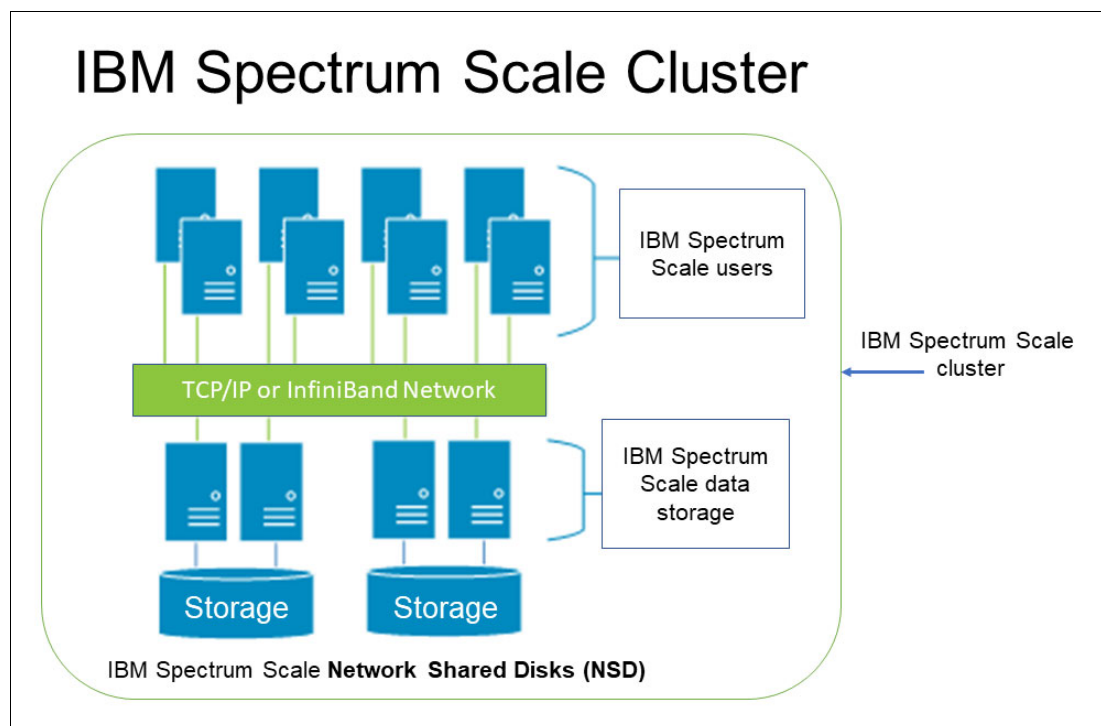 IBM Spectrum Scale Cluster
IBM Spectrum
Scale users
IBM Spectrum Scale
cluster
TCP/IP or InfiniBand Network
IBM Spectrum
Scale data
storage
Storage
Storage
IBM Spectrum Scale Network Shared Disks (NSD)